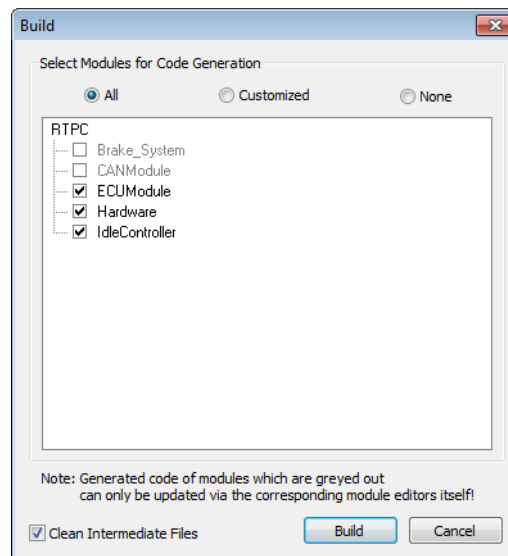 Build
Select Modules for Code Generation
All Customized None
RTPC
Brake_System
CANModule
ECUModule
Hardware
IdleController
Note: Generated code of modules which are greyed out
can only be updated via the corresponding module editors itself!
Clean Intermediate Files Build Cancel